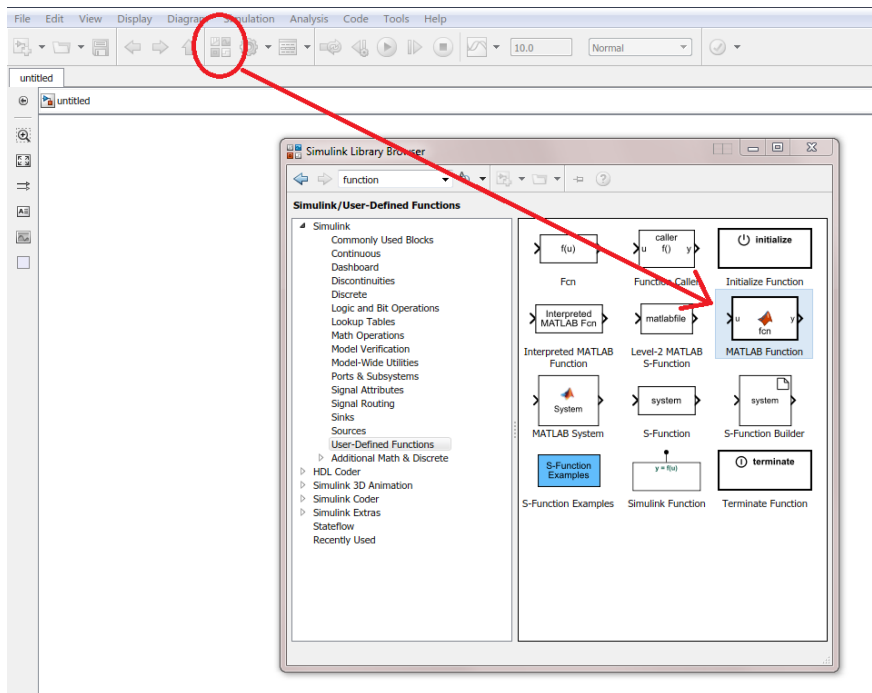 File Edit View Display Diagram Simulation Analysis Code Tools Help
10.0 Normal
untitled
untitled
Simulink Library Browser
function
Simulink/User-Defined Functions
Simulink
Commonly Used Blocks
Continuous
Dashboard
Discontinuities
Discrete
Logic and Bit Operations
Lookup Tables
Math Operations
Model Verification
Model-Wide Utilities
Ports & Subsystems
Signal Attributes
Signal Routing
Sinks
Sources
User-Defined Functions
Additional Math & Discrete
HDL Coder
Simulink 3D Animation
Simulink Coder
Simulink Extras
Stateflow
Recently Used
f(u)
Fcn
caller
u f() y
Function Caller
initialize
Initialize Function
Interpreted
MATLAB Fcn
Interpreted MATLAB
Function
matlabfile
Level-2 MATLAB
S-Function
u y
fcn
MATLAB Function
System
MATLAB System
system
S-Function
system
S-Function Builder
S-Function
Examples
S-Function Examples
y = f(u)
Simulink Function
terminate
Terminate Function